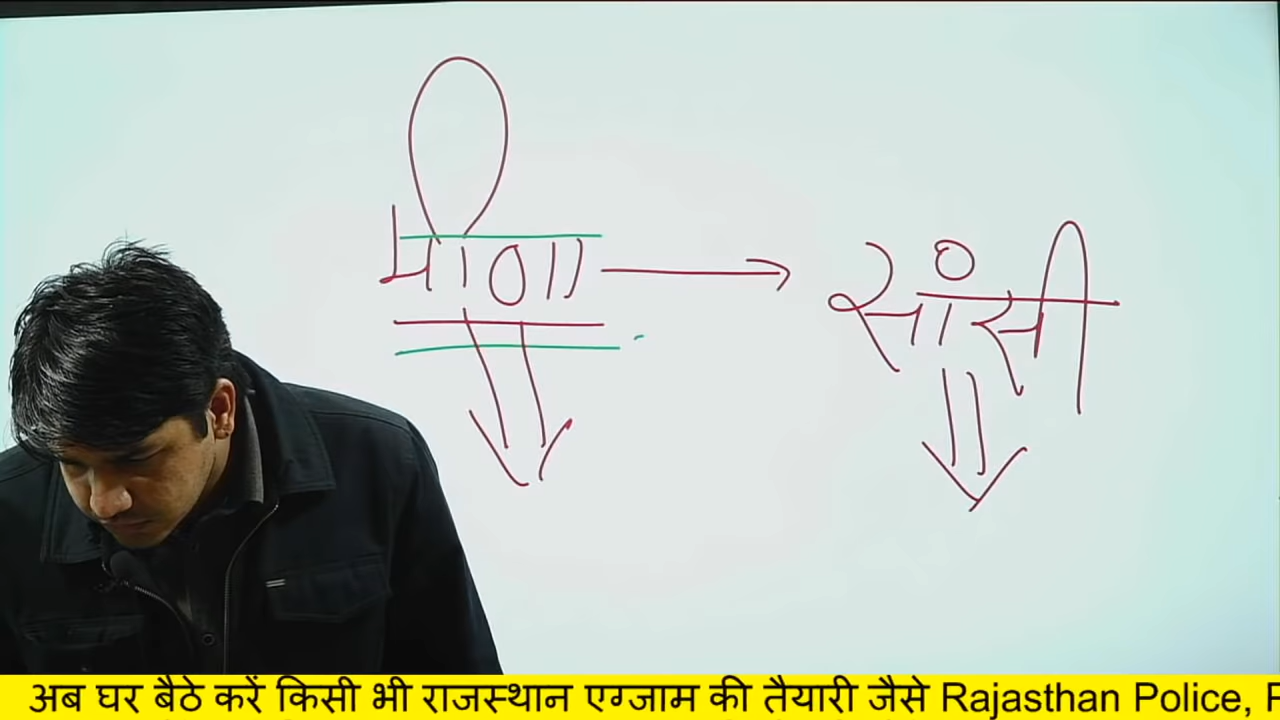 मीणा → सांसी
अब घर बैठे करें किसी भी राजस्थान एग्जाम की तैयारी जैसे Rajasthan Police,